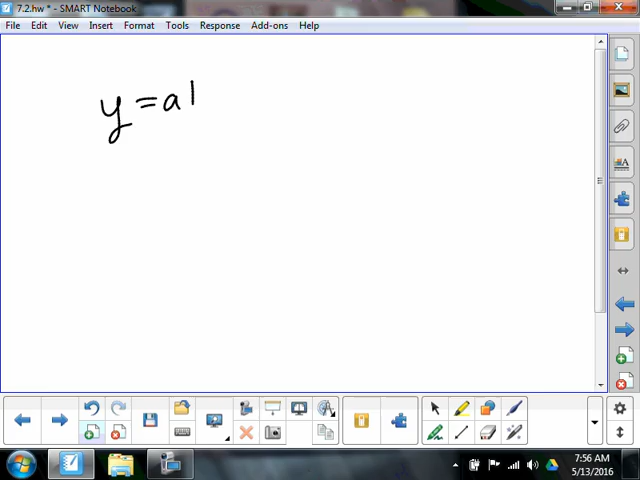 7.2.hw * - SMART Notebook
File Edit View Insert Format Tools Response Add-ons Help
y = a l
7:56 AM
5/13/2016